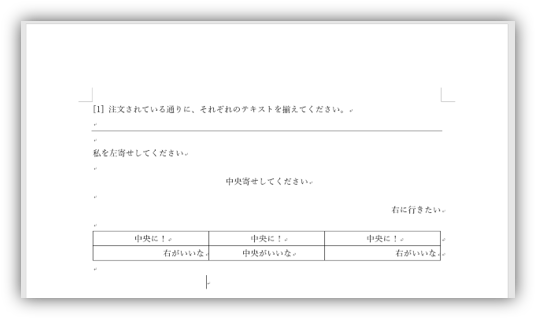 [1] 注文されている通りに、それぞれのテキストを揃えてください。
私を左寄せしてください
中央寄せしてください
右に行きたい
中央に！ 中央に！ 中央に！
右がいいな 中央がいいな 右がいいな